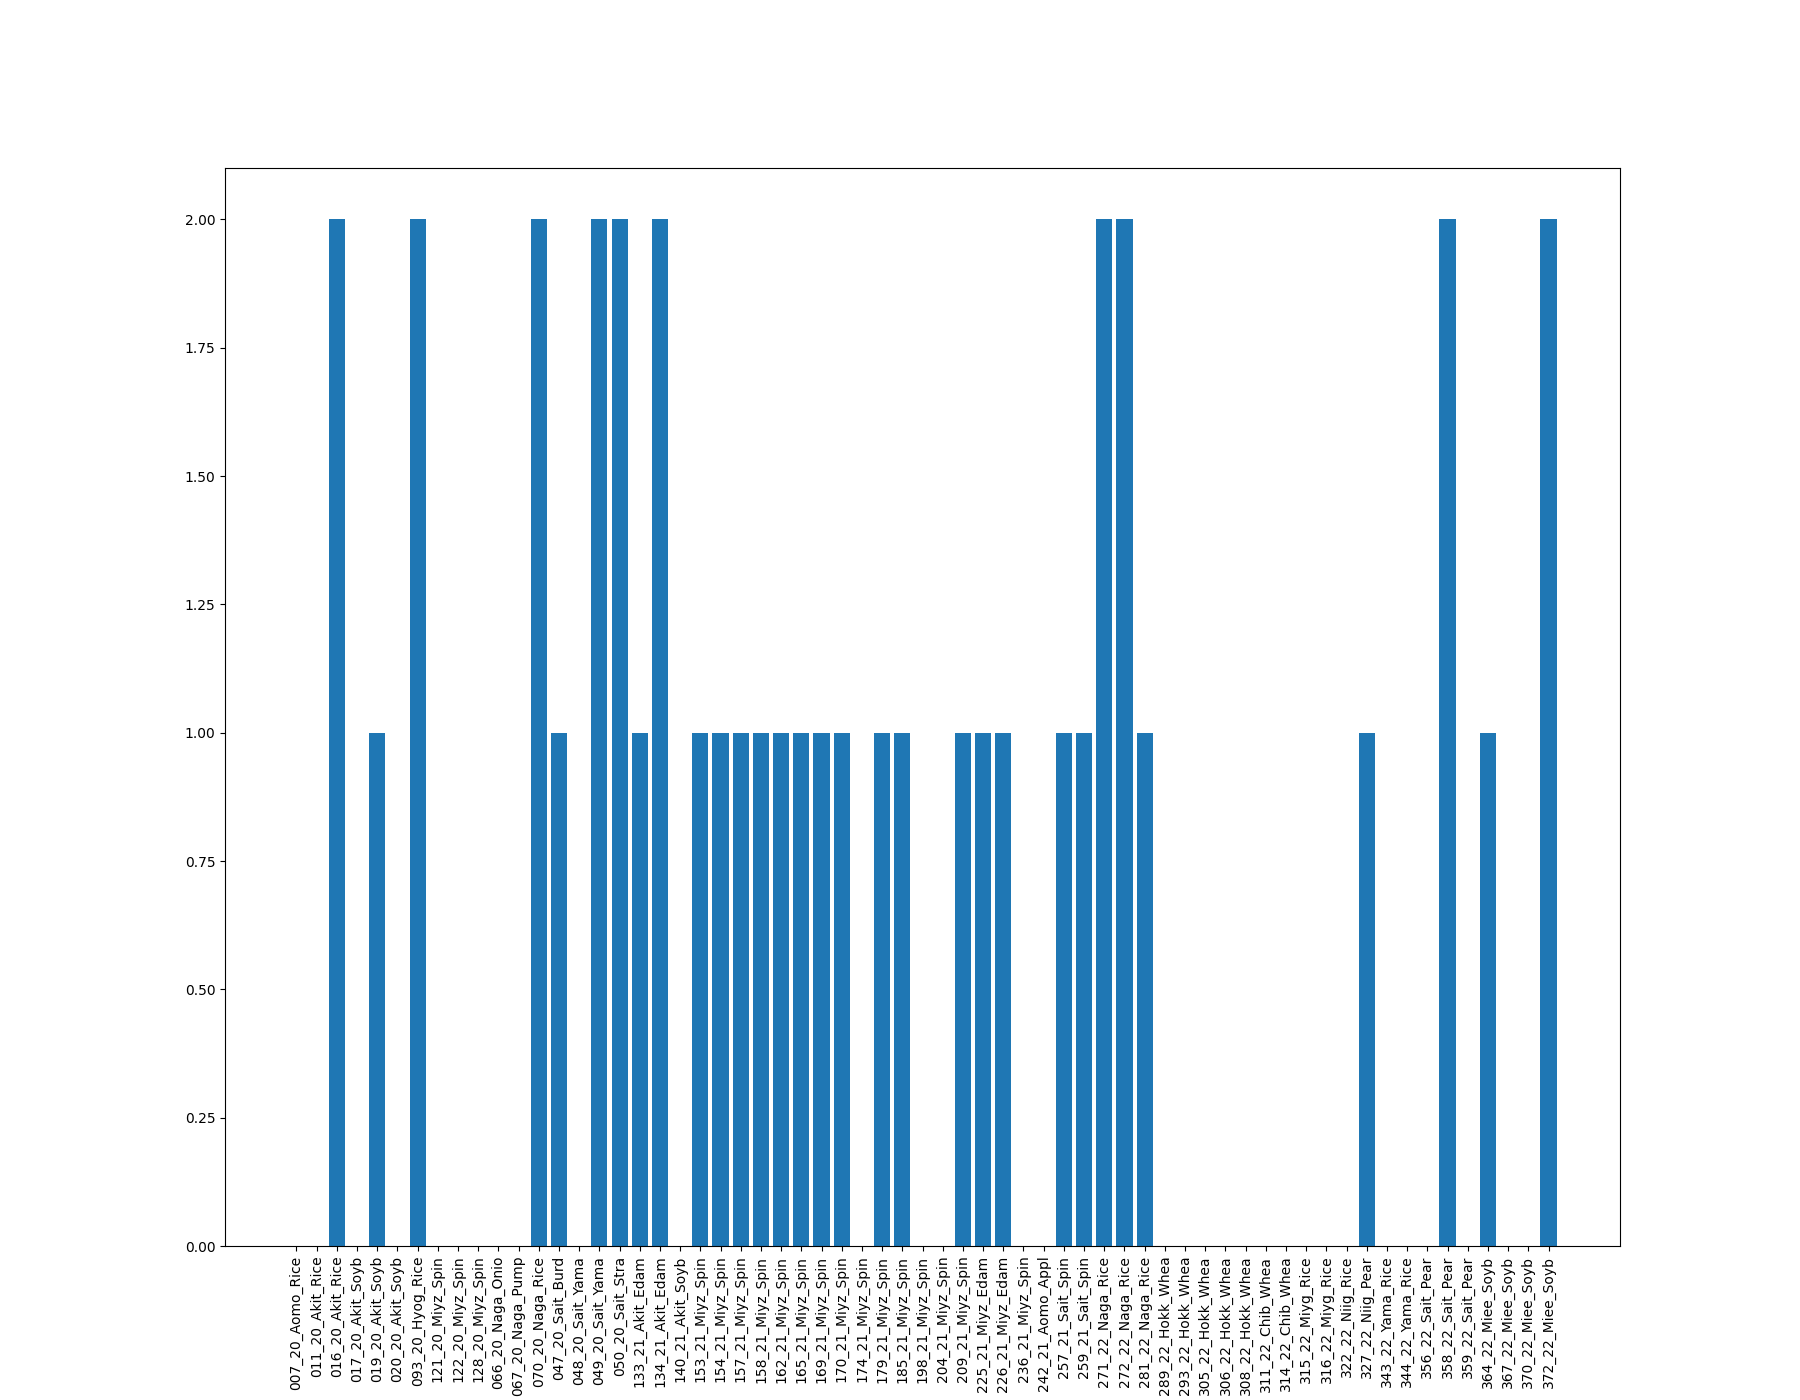 2.00
1.75
1.50
1.25
1.00
0.75
0.50
0.25
0.00
007_20_Aomo_Rice
011_20_Akit_Rice
016_20_Akit_Rice
017_20_Akit_Soyb
019_20_Akit_Soyb
020_20_Akit_Soyb
093_20_Hyog_Rice
121_20_Miyz_Spin
122_20_Miyz_Spin
128_20_Miyz_Spin
066_20_Naga_Onio
067_20_Naga_Pump
070_20_Naga_Rice
047_20_Sait_Burd
048_20_Sait_Yama
049_20_Sait_Yama
050_20_Sait_Stra
133_21_Akit_Edam
134_21_Akit_Edam
140_21_Akit_Soyb
153_21_Miyz_Spin
154_21_Miyz_Spin
157_21_Miyz_Spin
158_21_Miyz_Spin
162_21_Miyz_Spin
165_21_Miyz_Spin
169_21_Miyz_Spin
170_21_Miyz_Spin
174_21_Miyz_Spin
179_21_Miyz_Spin
185_21_Miyz_Spin
198_21_Miyz_Spin
204_21_Miyz_Spin
209_21_Miyz_Spin
225_21_Miyz_Edam
226_21_Miyz_Edam
236_21_Miyz_Spin
242_21_Aomo_Appl
257_21_Sait_Spin
259_21_Sait_Spin
271_22_Naga_Rice
272_22_Naga_Rice
281_22_Naga_Rice
289_22_Hokk_Whea
293_22_Hokk_Whea
305_22_Hokk_Whea
306_22_Hokk_Whea
308_22_Hokk_Whea
311_22_Chib_Whea
314_22_Chib_Whea
315_22_Miyg_Rice
316_22_Miyg_Rice
322_22_Niig_Rice
327_22_Niig_Pear
343_22_Yama_Rice
344_22_Yama_Rice
356_22_Sait_Pear
358_22_Sait_Pear
359_22_Sait_Pear
364_22_Miee_Soyb
367_22_Miee_Soyb
370_22_Miee_Soyb
372_22_Miee_Soyb